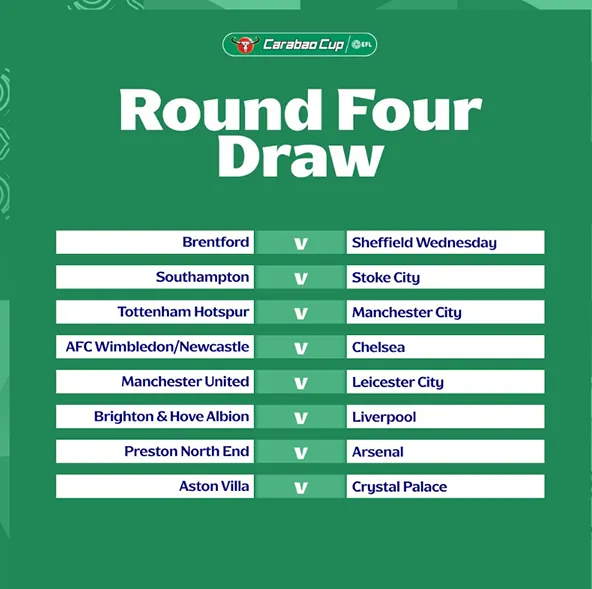 Carabao Cup EFL
Round Four
Draw
Brentford v Sheffield Wednesday
Southampton v Stoke City
Tottenham Hotspur v Manchester City
AFC Wimbledon/Newcastle v Chelsea
Manchester United v Leicester City
Brighton & Hove Albion v Liverpool
Preston North End v Arsenal
Aston Villa v Crystal Palace